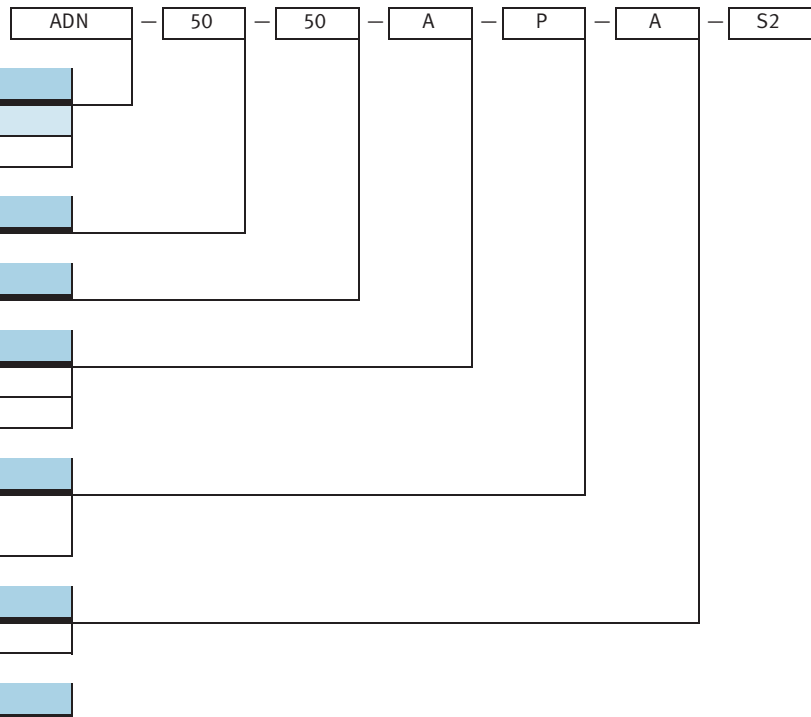 ADN — 50 — 50 — A — P — A — S2